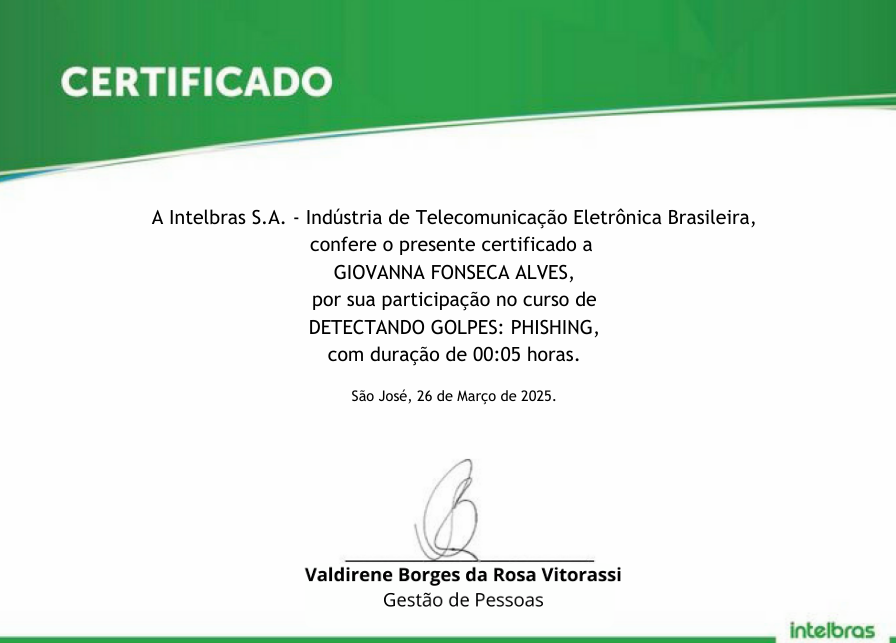 CERTIFICADO
A Intelbras S.A. - Indústria de Telecomunicação Eletrônica Brasileira,
confere o presente certificado a
GIOVANNA FONSECA ALVES,
por sua participação no curso de
DETECTANDO GOLPES: PHISHING,
com duração de 00:05 horas.
São José, 26 de Março de 2025.
Valdirene Borges da Rosa Vitorassi
Gestão de Pessoas
intelbras